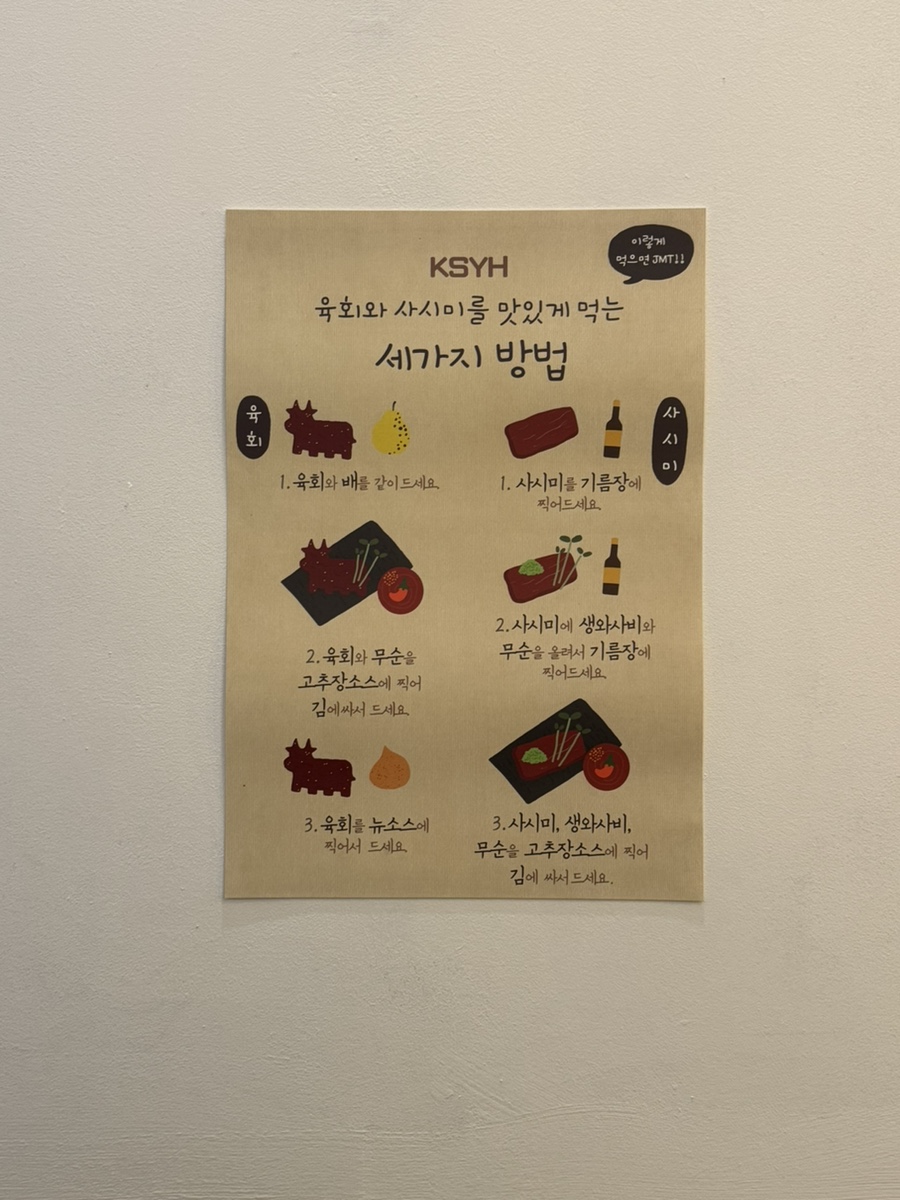 이렇게
먹으면 JMT!!
KSYH
육회와 사시미를 맛있게 먹는
세가지 방법
육회
1. 육회와 배를 같이드세요.
2. 육회와 무순을
고추장소스에 찍어
김에싸서 드세요.
3. 육회를 뉴소스에
찍어서 드세요.
사시미
1. 사시미를 기름장에
찍어드세요.
2. 사시미에 생와사비와
무순을 올려서 기름장에
찍어드세요.
3. 사시미, 생와사비,
무순을 고추장소스에 찍어
김에 싸서드세요.